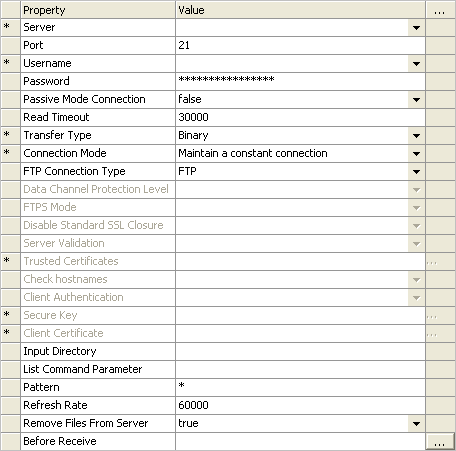 Property Value ...
* Server
Port 21
* Username
Password ****************
Passive Mode Connection false
Read Timeout 30000
* Transfer Type Binary
* Connection Mode Maintain a constant connection
FTP Connection Type FTP
Data Channel Protection Level
FTPS Mode
Disable Standard SSL Closure
Server Validation
* Trusted Certificates ...
Check hostnames
Client Authentication
* Secure Key ...
* Client Certificate ...
Input Directory
List Command Parameter
Pattern *
Refresh Rate 60000
Remove Files From Server true
Before Receive ...